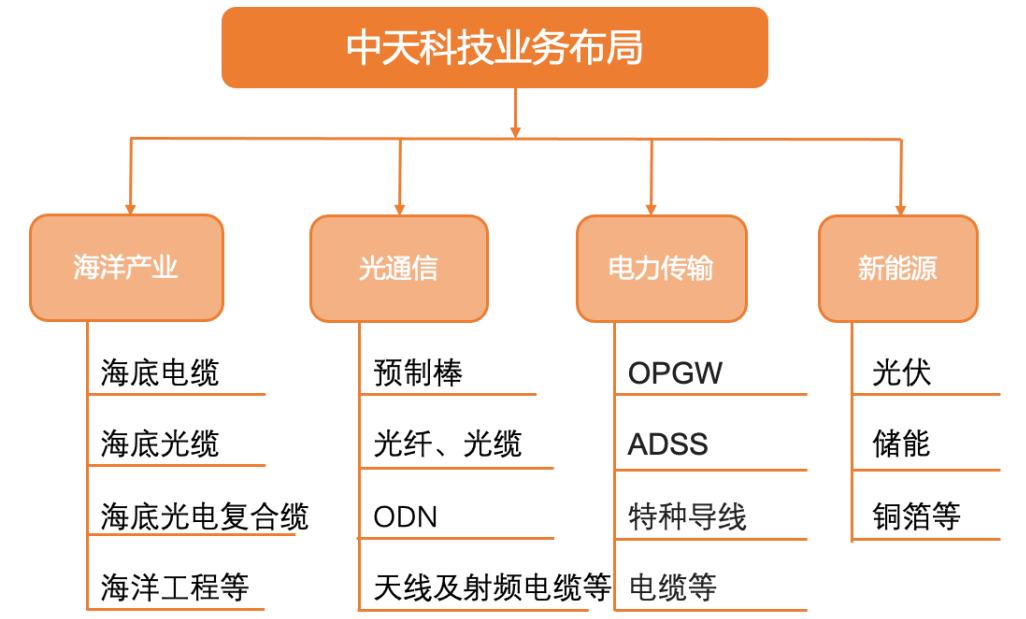 中天科技业务布局
海洋产业
海底电缆
海底光缆
海底光电复合缆
海洋工程等
光通信
预制棒
光纤、光缆
ODN
天线及射频电缆等
电力传输
OPGW
ADSS
特种导线
电缆等
新能源
光伏
储能
铜箔等